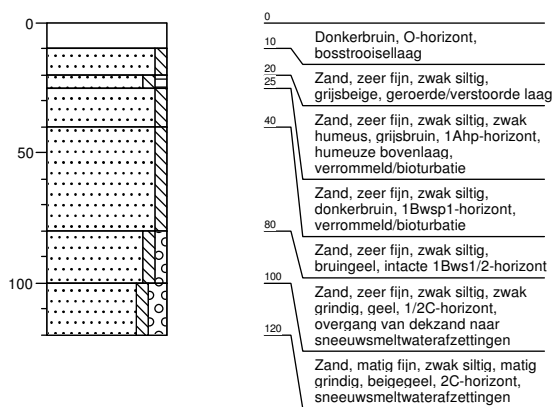 0
50
100
0
Donkerbruin, O-horizont,
bosstrooisellaag
10
Zand, zeer fijn, zwak siltig,
grijsbeige, geroerde/verstoorde laag
20
Zand, zeer fijn, zwak siltig, zwak
humeus, grijsbruin, 1Ahp-horizont,
humeuze bovenlaag,
verrommeld/bioturbatie
25
Zand, zeer fijn, zwak siltig,
donkerbruin, 1Bwsp1-horizont,
verrommeld/bioturbatie
40
Zand, zeer fijn, zwak siltig,
bruingeel, intacte 1Bws1/2-horizont
80
Zand, zeer fijn, zwak siltig, zwak
grindig, geel, 1/2C-horizont,
overgang van dekzand naar
sneeuwsmeltwaterafzettingen
100
Zand, matig fijn, zwak siltig, matig
grindig, beigegeel, 2C-horizont,
sneeuwsmeltwaterafzettingen
120